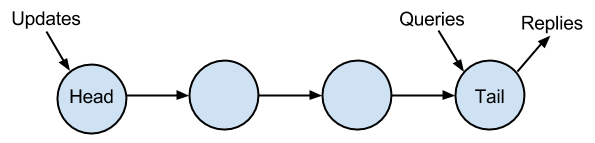 Updates
Queries
Replies
Head
Tail